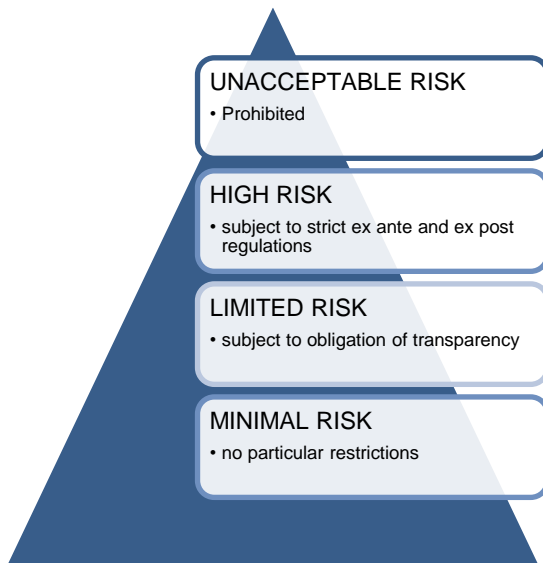 UNACCEPTABLE RISK
• Prohibited
HIGH RISK
• subject to strict ex ante and ex post
regulations
LIMITED RISK
• subject to obligation of transparency
MINIMAL RISK
• no particular restrictions